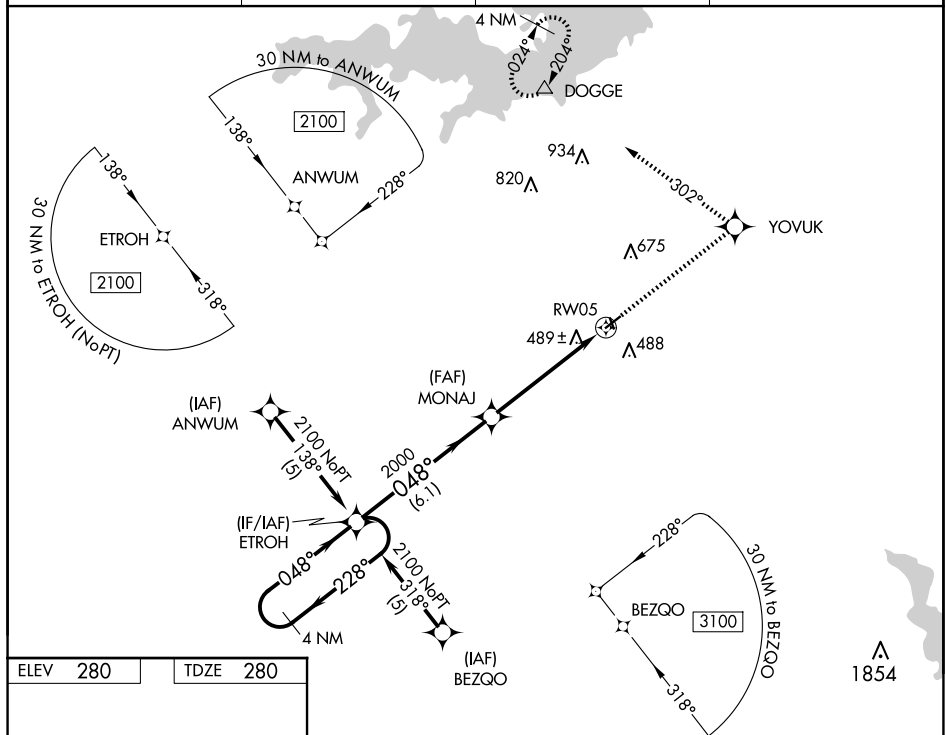 4 NM
024°
204°
DOGGE
30 NM to ANWUM
2100
138°
228°
ANWUM
934
820
302°
YOVUK
138°
ETROH
2100
318°
30 NM to ETROH (NoPT)
675
RW05
489±
488
(FAF)
MONAJ
(IAF)
ANWUM
2100 NoPT
138°
(5)
2000
048°
(6.1)
(IF/IAF)
ETROH
048°
228°
4 NM
2100 NoPT
318°
(5)
(IAF)
BEZQO
228°
BEZQO
3100
318°
30 NM to BEZQO
1854
ELEV 280
TDZE 280